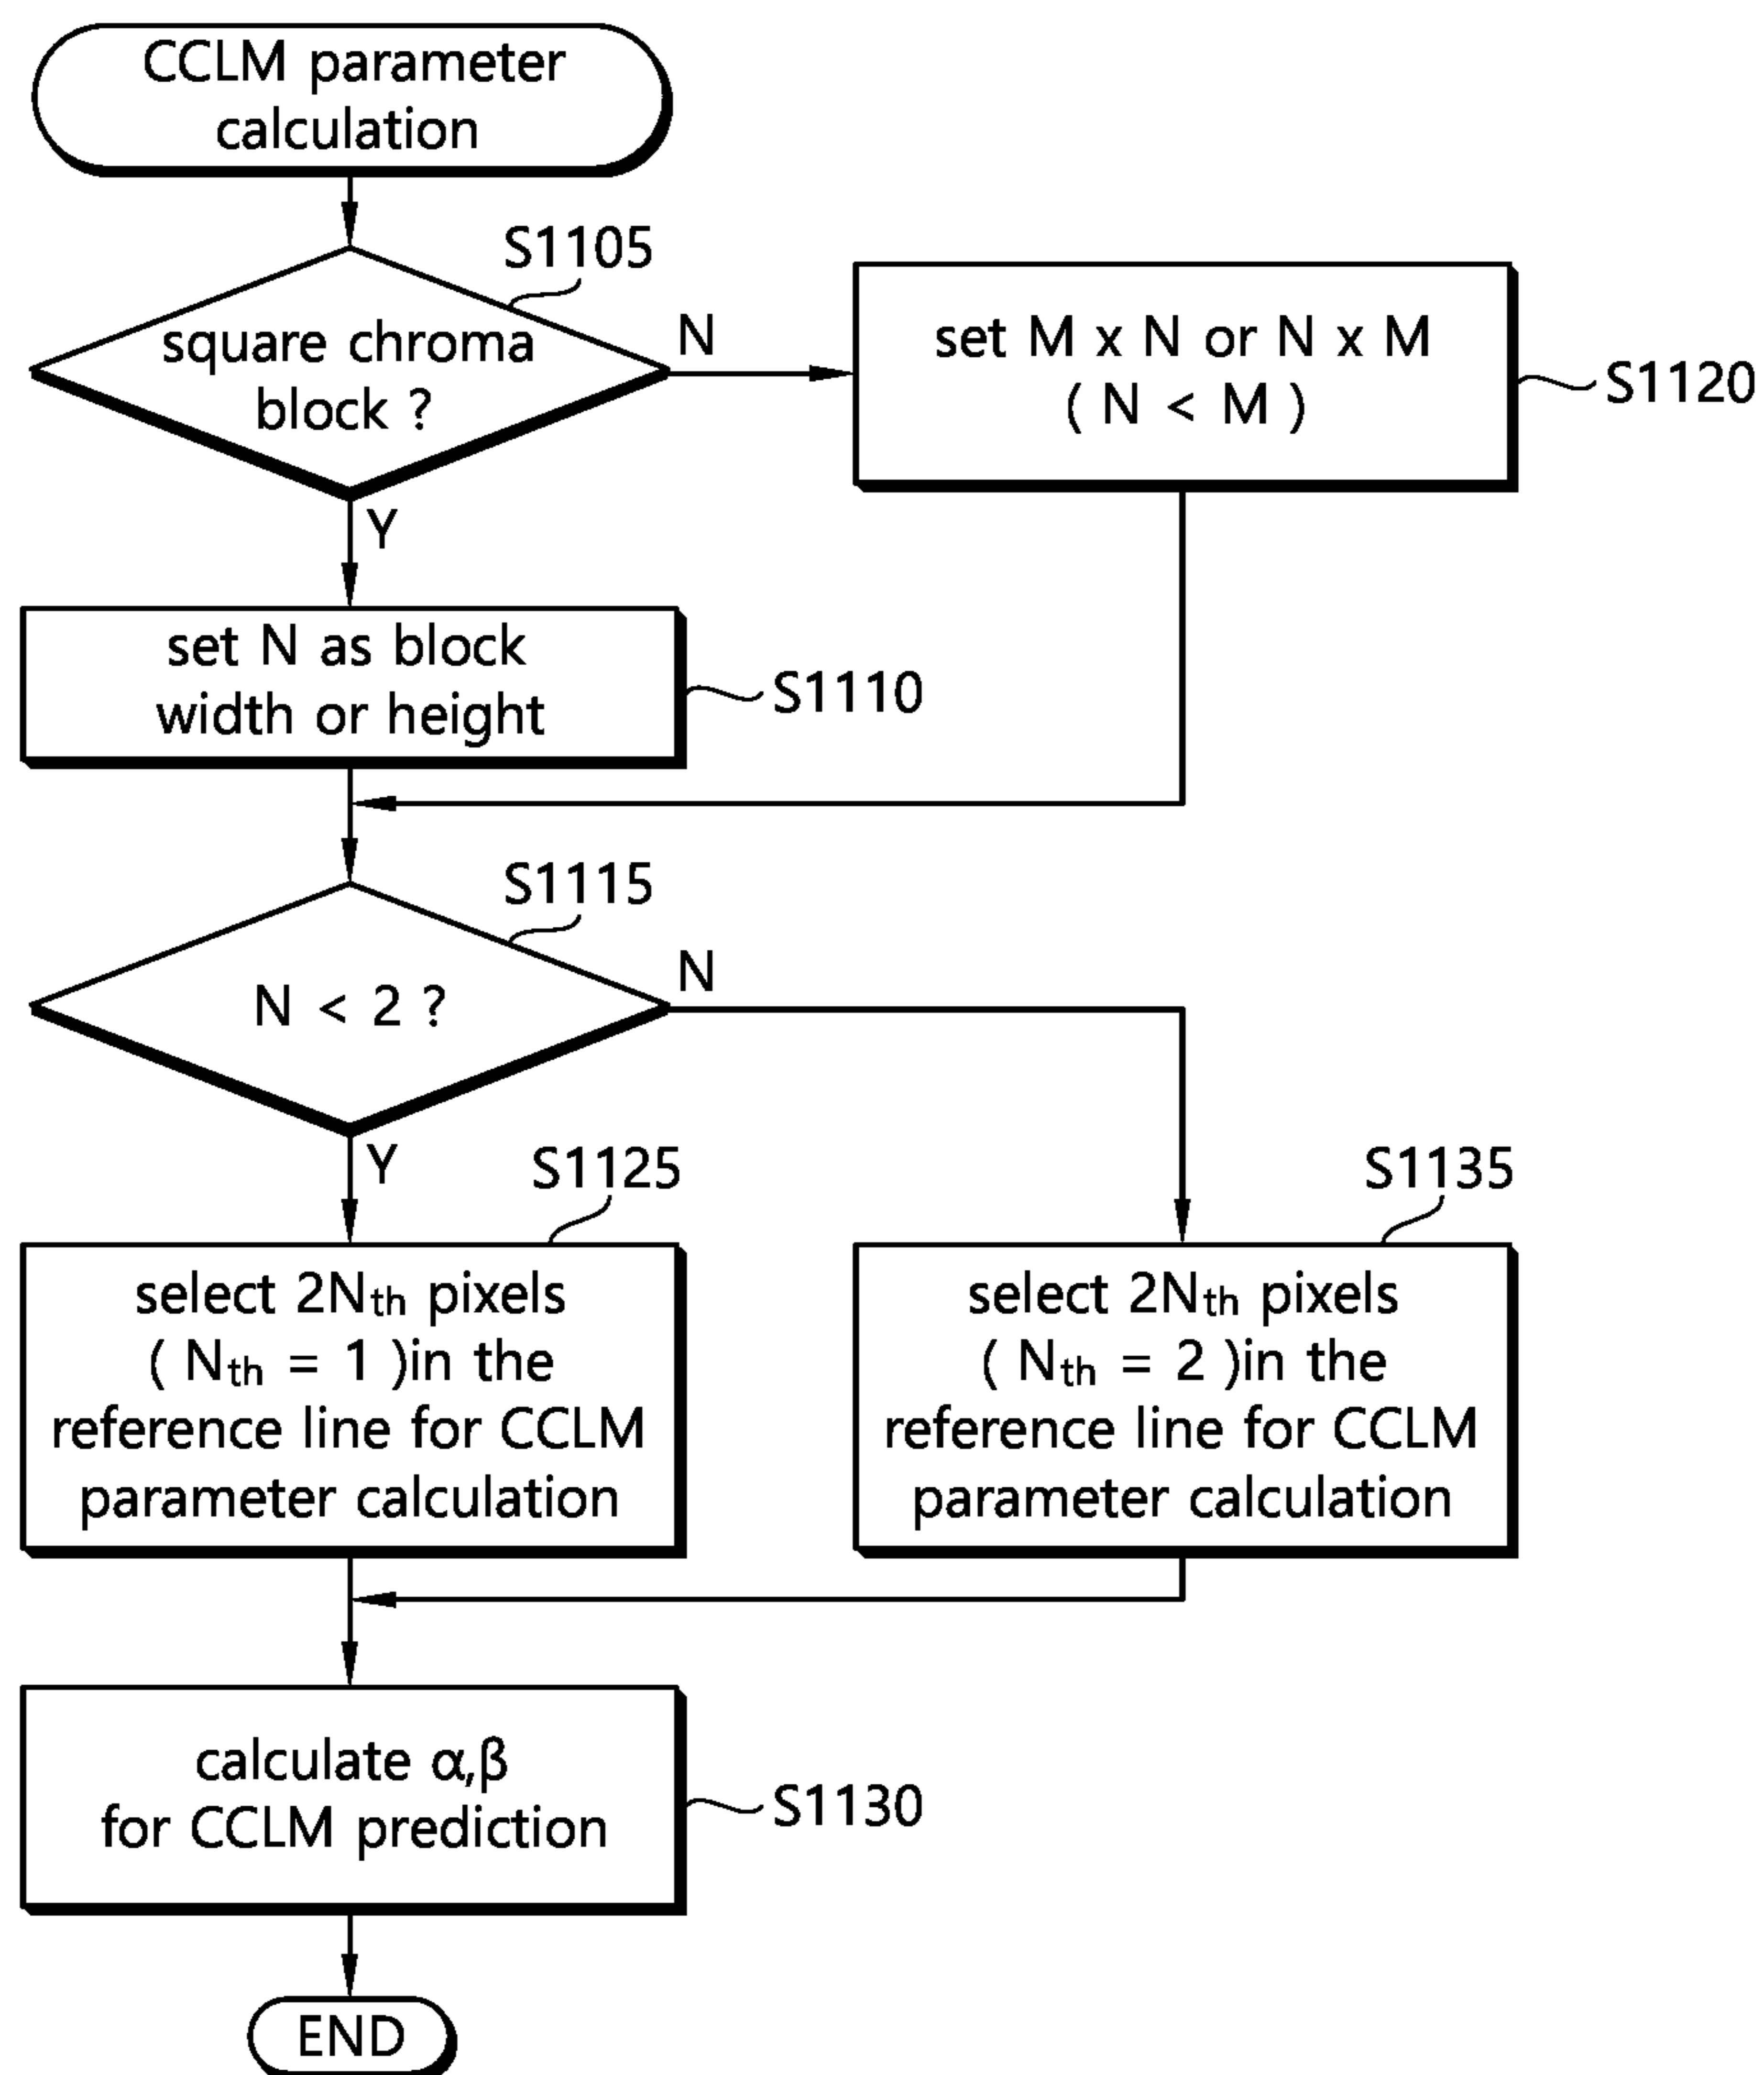 CCLM parameter
calculation
S1105
square chroma
block ?
N
set M x N or N x M
( N < M )
S1120
Y
set N as block
width or height
S1110
S1115
N < 2 ?
N
Y
S1125
select 2Nth pixels
( Nth = 1 )in the
reference line for CCLM
parameter calculation
S1135
select 2Nth pixels
( Nth = 2 )in the
reference line for CCLM
parameter calculation
calculate α,β
for CCLM prediction
S1130
END